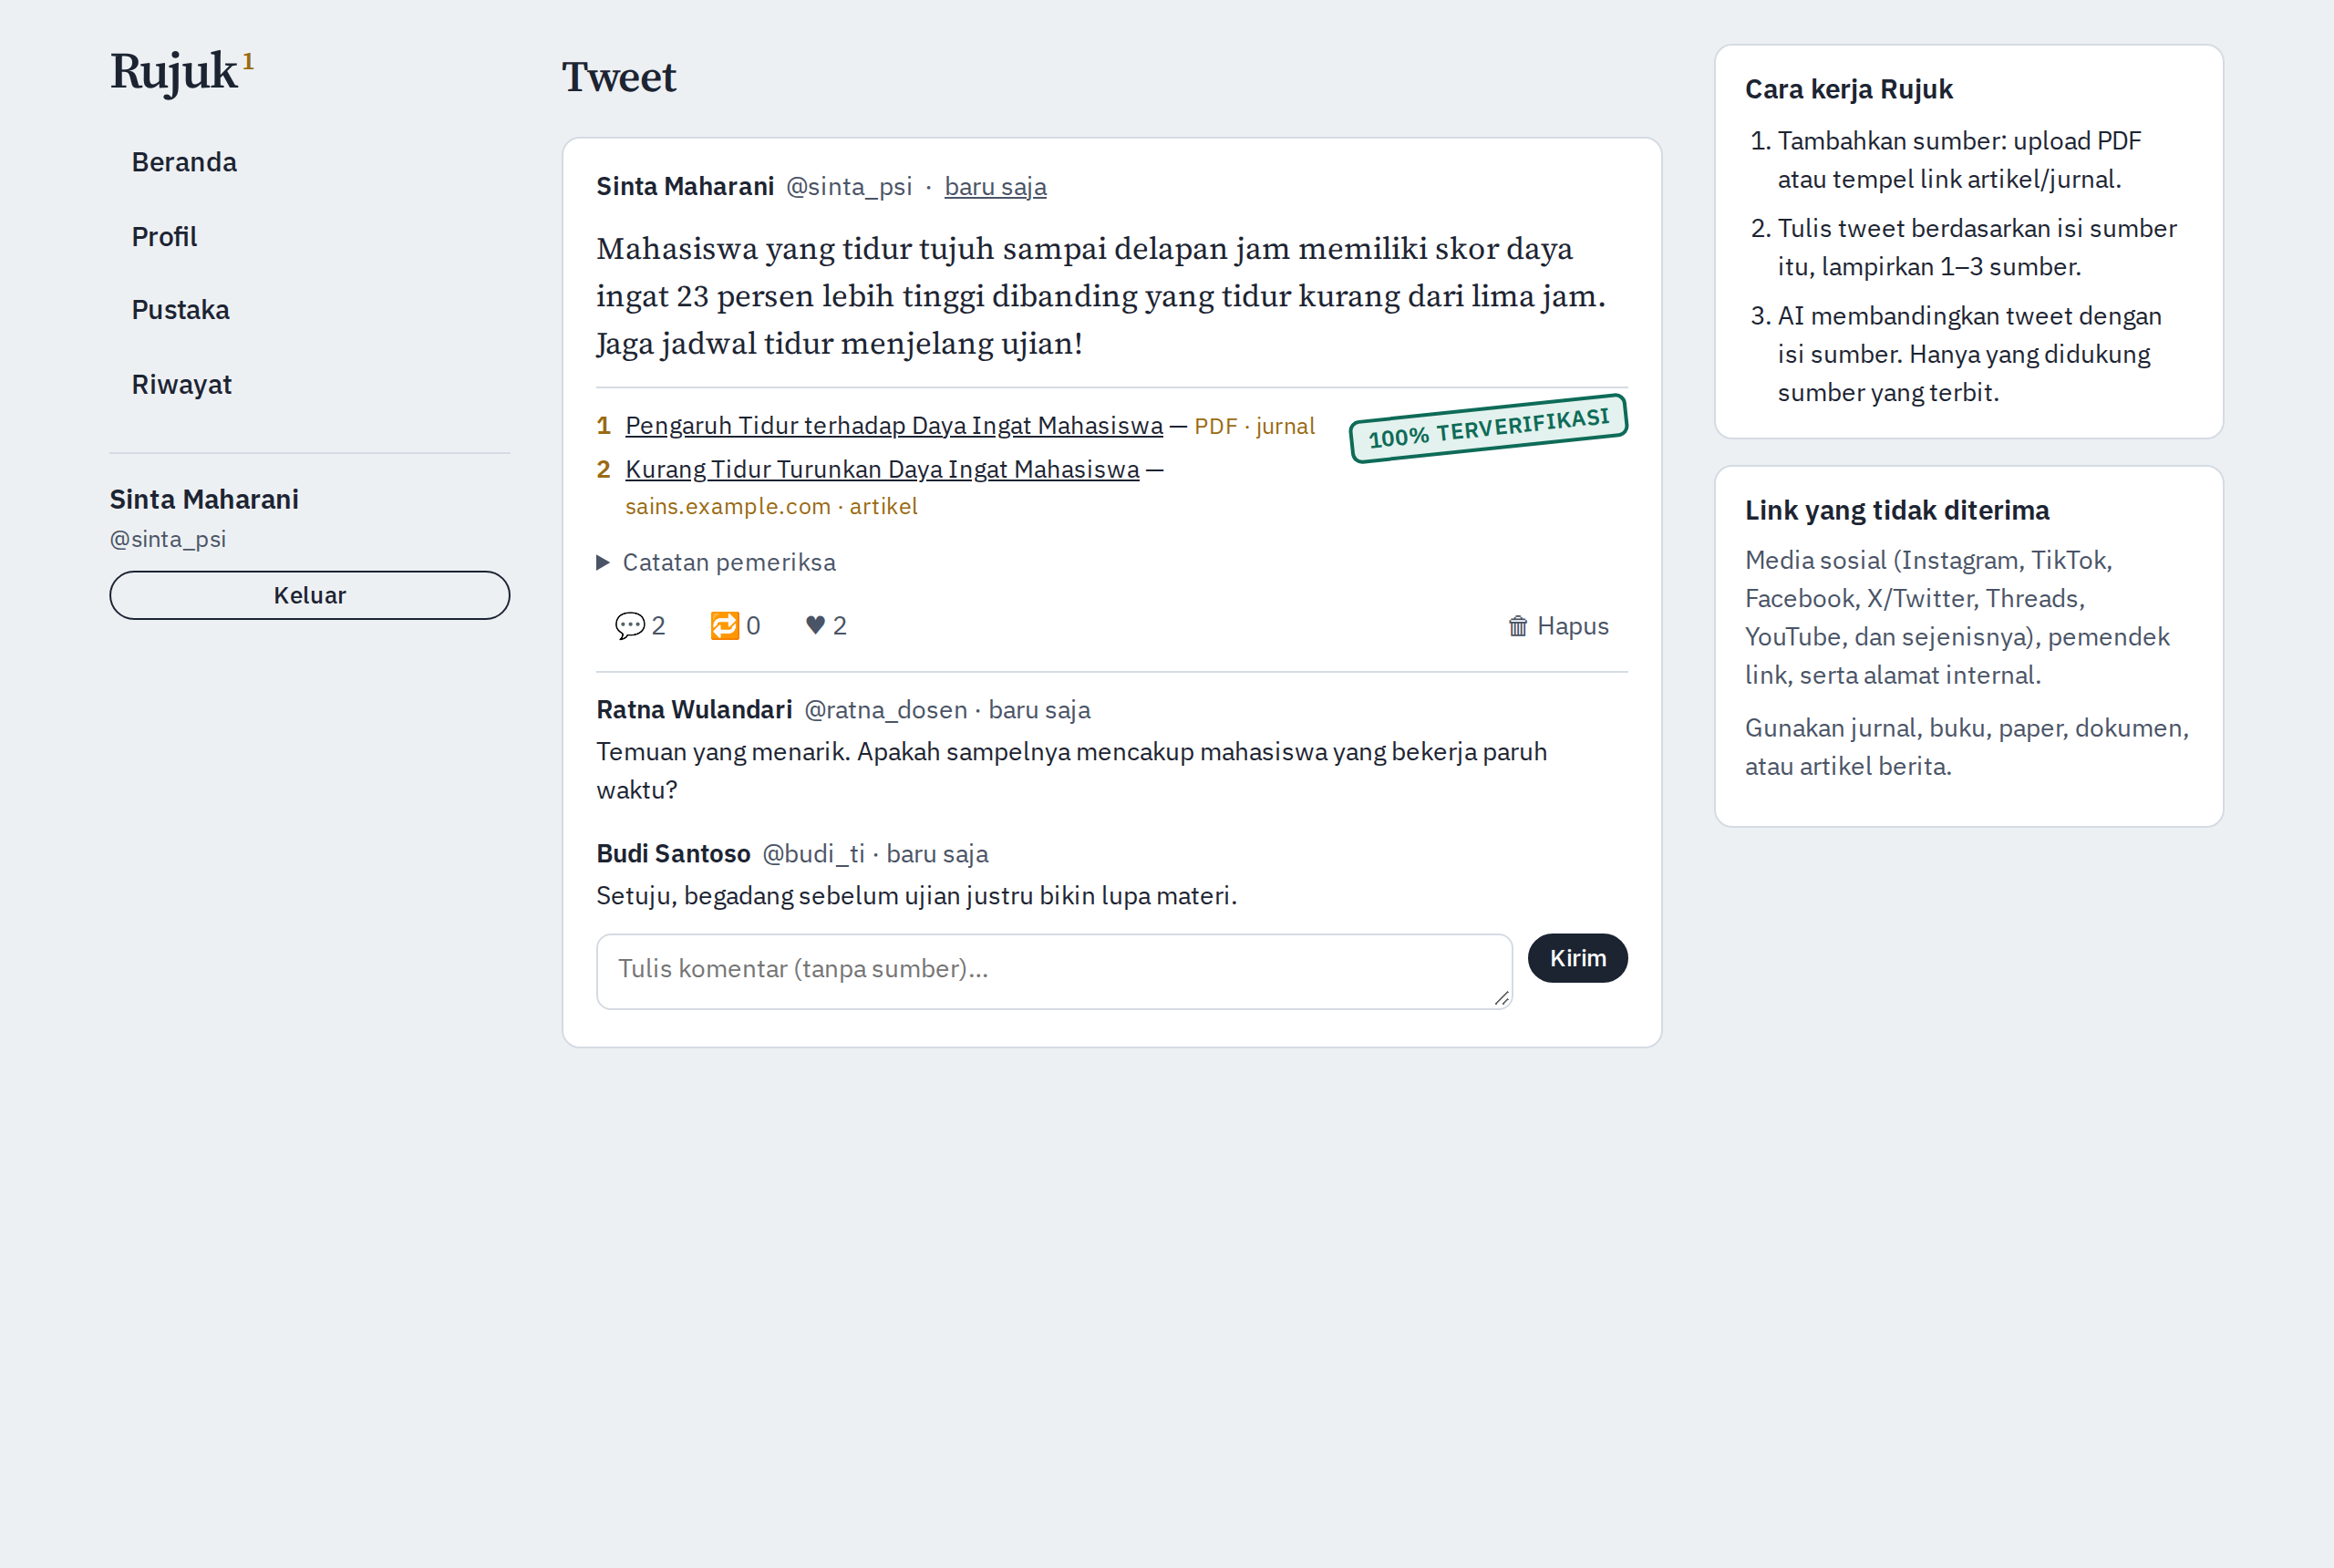 Rujuk 1
Beranda
Profil
Pustaka
Riwayat
Sinta Maharani
@sinta_psi
Keluar
Tweet
Sinta Maharani @sinta_psi · baru saja
Mahasiswa yang tidur tujuh sampai delapan jam memiliki skor daya
ingat 23 persen lebih tinggi dibanding yang tidur kurang dari lima jam.
Jaga jadwal tidur menjelang ujian!
1 Pengaruh Tidur terhadap Daya Ingat Mahasiswa — PDF · jurnal
100% TERVERIFIKASI
2 Kurang Tidur Turunkan Daya Ingat Mahasiswa —
sains.example.com · artikel
▶ Catatan pemeriksa
💬 2 🔁 0 ♥ 2 🗑 Hapus
Ratna Wulandari @ratna_dosen · baru saja
Temuan yang menarik. Apakah sampelnya mencakup mahasiswa yang bekerja paruh
waktu?
Budi Santoso @budi_ti · baru saja
Setuju, begadang sebelum ujian justru bikin lupa materi.
Tulis komentar (tanpa sumber)...
Kirim
Cara kerja Rujuk
1. Tambahkan sumber: upload PDF
atau tempel link artikel/jurnal.
2. Tulis tweet berdasarkan isi sumber
itu, lampirkan 1–3 sumber.
3. AI membandingkan tweet dengan
isi sumber. Hanya yang didukung
sumber yang terbit.
Link yang tidak diterima
Media sosial (Instagram, TikTok,
Facebook, X/Twitter, Threads,
YouTube, dan sejenisnya), pemendek
link, serta alamat internal.
Gunakan jurnal, buku, paper, dokumen,
atau artikel berita.